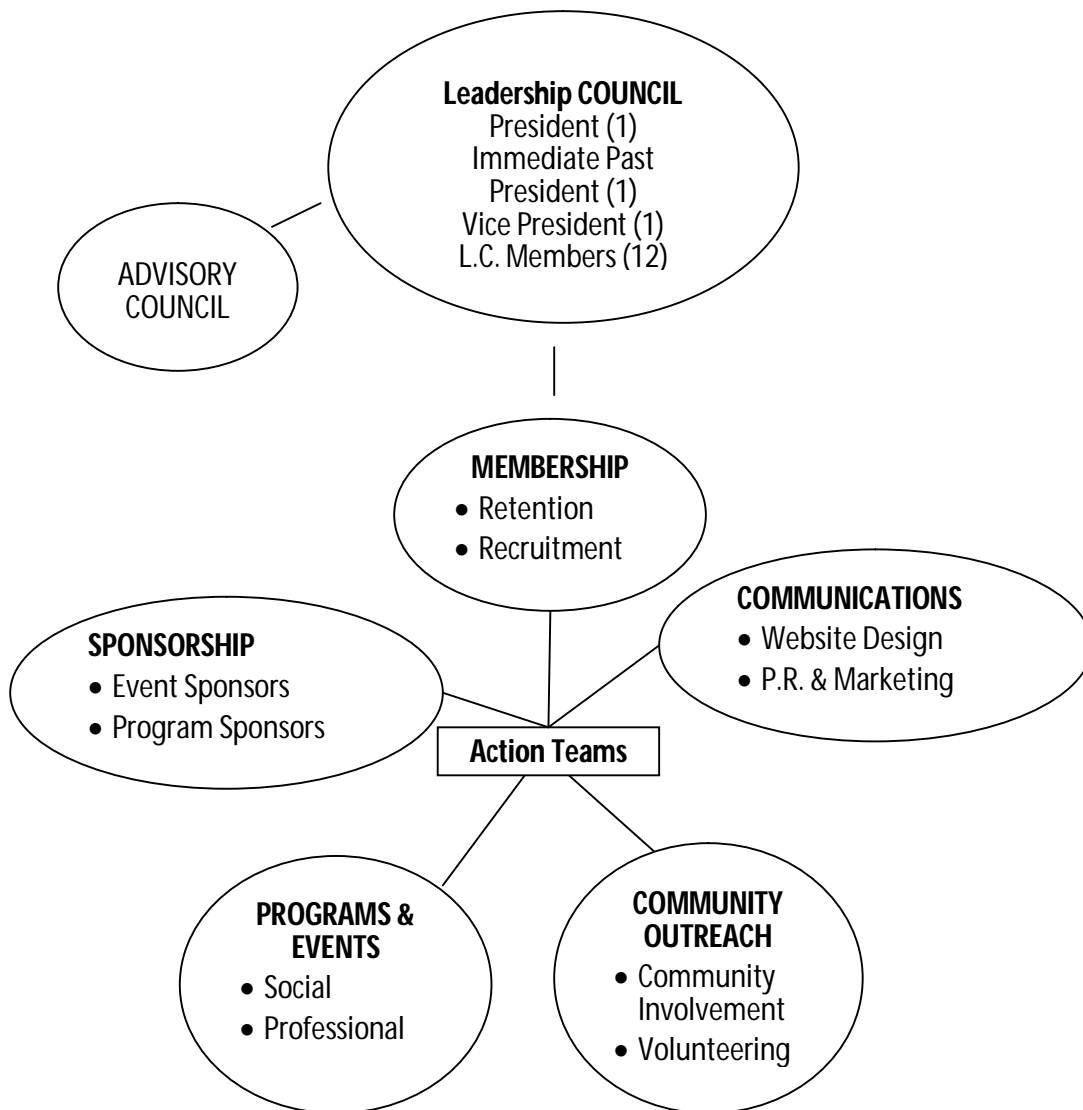 Leadership COUNCIL
President (1)
Immediate Past
President (1)
Vice President (1)
L.C. Members (12)
ADVISORY
COUNCIL
MEMBERSHIP
• Retention
• Recruitment
COMMUNICATIONS
• Website Design
• P.R. & Marketing
SPONSORSHIP
• Event Sponsors
• Program Sponsors
Action Teams
PROGRAMS &
EVENTS
• Social
• Professional
COMMUNITY
OUTREACH
• Community
Involvement
• Volunteering